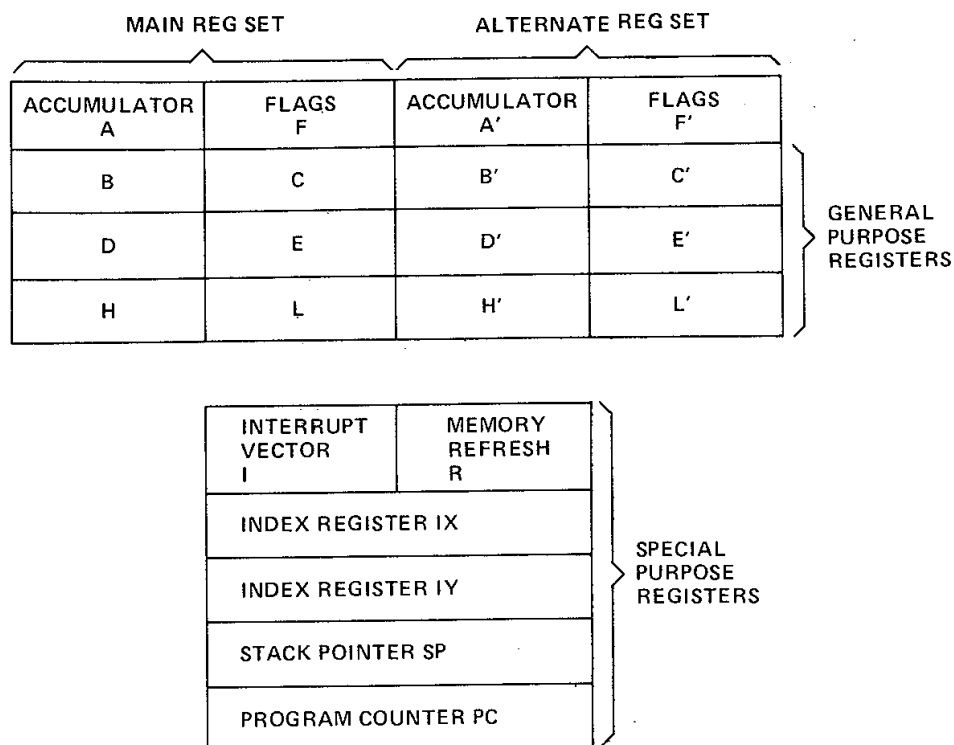 MAIN REG SET
ALTERNATE REG SET
ACCUMULATOR
A
FLAGS
F
ACCUMULATOR
A'
FLAGS
F'
B
C
B'
C'
D
E
D'
E'
H
L
H'
L'
GENERAL
PURPOSE
REGISTERS
INTERRUPT
VECTOR
I
MEMORY
REFRESH
R
INDEX REGISTER IX
INDEX REGISTER IY
STACK POINTER SP
PROGRAM COUNTER PC
SPECIAL
PURPOSE
REGISTERS